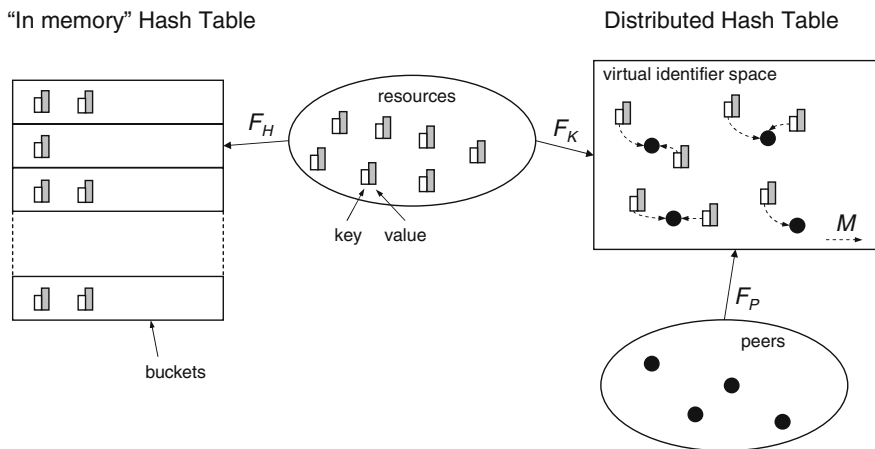 “In memory” Hash Table
Distributed Hash Table
virtual identifier space
resources
F_H
F_K
key
value
M
F_P
buckets
peers